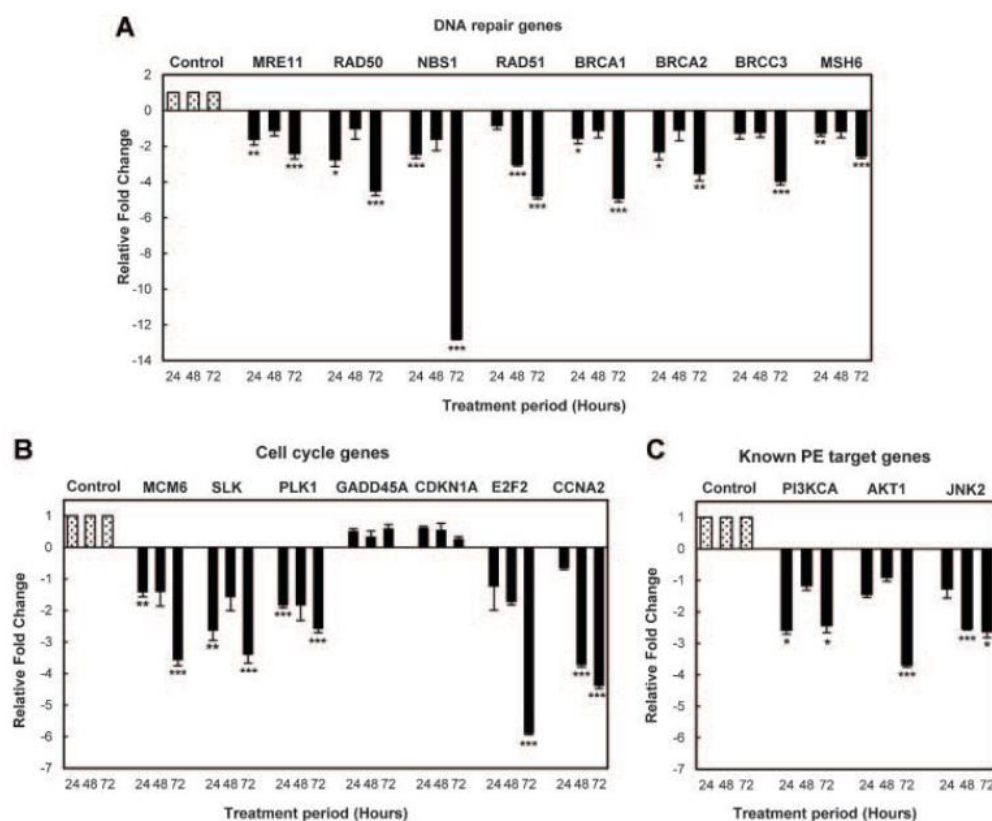 A
DNA repair genes
Control MRE11 RAD50 NBS1 RAD51 BRCA1 BRCA2 BRCC3 MSH6
2
0
-2
-4
-6
-8
-10
-12
-14
Relative Fold Change
** *** * *** *** *** *** *** * *** * ** *** ** ***
24 48 72 24 48 72 24 48 72 24 48 72 24 48 72 24 48 72 24 48 72 24 48 72 24 48 72
Treatment period (Hours)
B
Cell cycle genes
Control MCM6 SLK PLK1 GADD45A CDKN1A E2F2 CCNA2
1
0
-1
-2
-3
-4
-5
-6
-7
Relative Fold Change
** *** ** *** *** *** *** *** ***
24 48 72 24 48 72 24 48 72 24 48 72 24 48 72 24 48 72 24 48 72 24 48 72
Treatment period (Hours)
C
Known PE target genes
Control PI3KCA AKT1 JNK2
1
0
-1
-2
-3
-4
-5
-6
-7
Relative Fold Change
* * *** *** *
24 48 72 24 48 72 24 48 72 24 48 72
Treatment period (Hours)